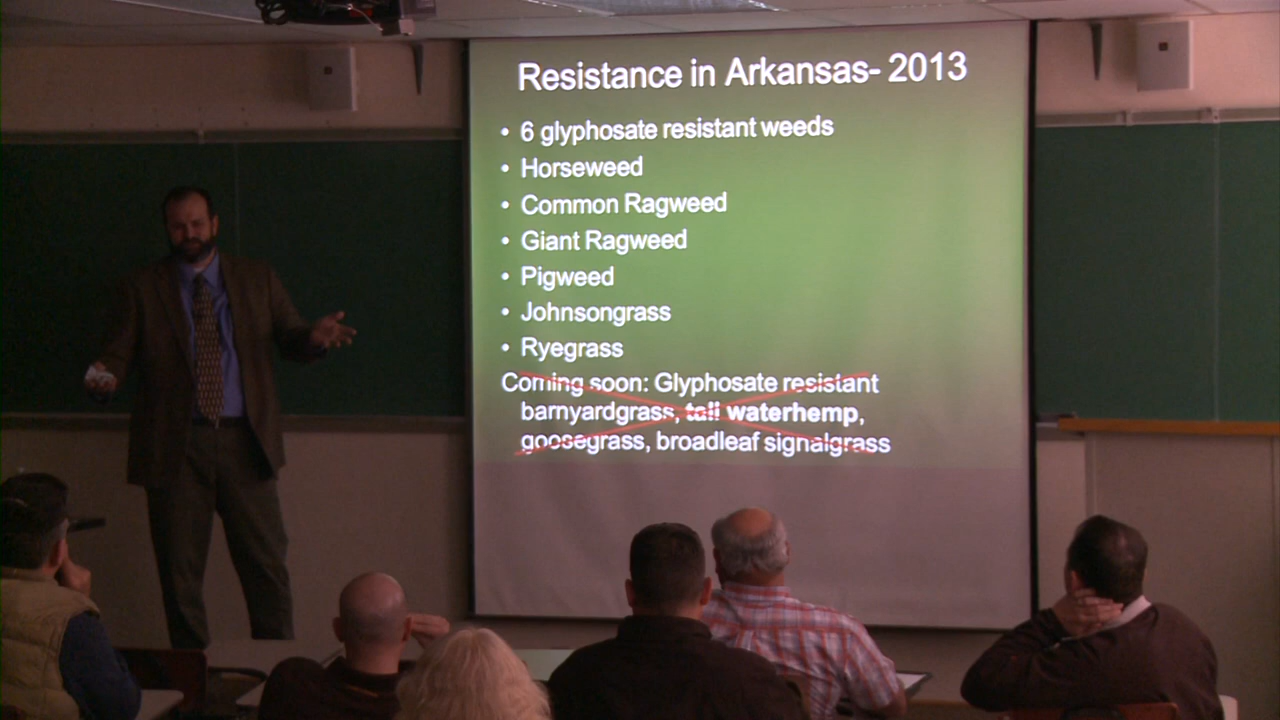 Resistance in Arkansas- 2013
• 6 glyphosate resistant weeds
• Horseweed
• Common Ragweed
• Giant Ragweed
• Pigweed
• Johnsongrass
• Ryegrass
Coming soon: Glyphosate resistant
barnyardgrass, tall waterhemp,
goosegrass, broadleaf signalgrass